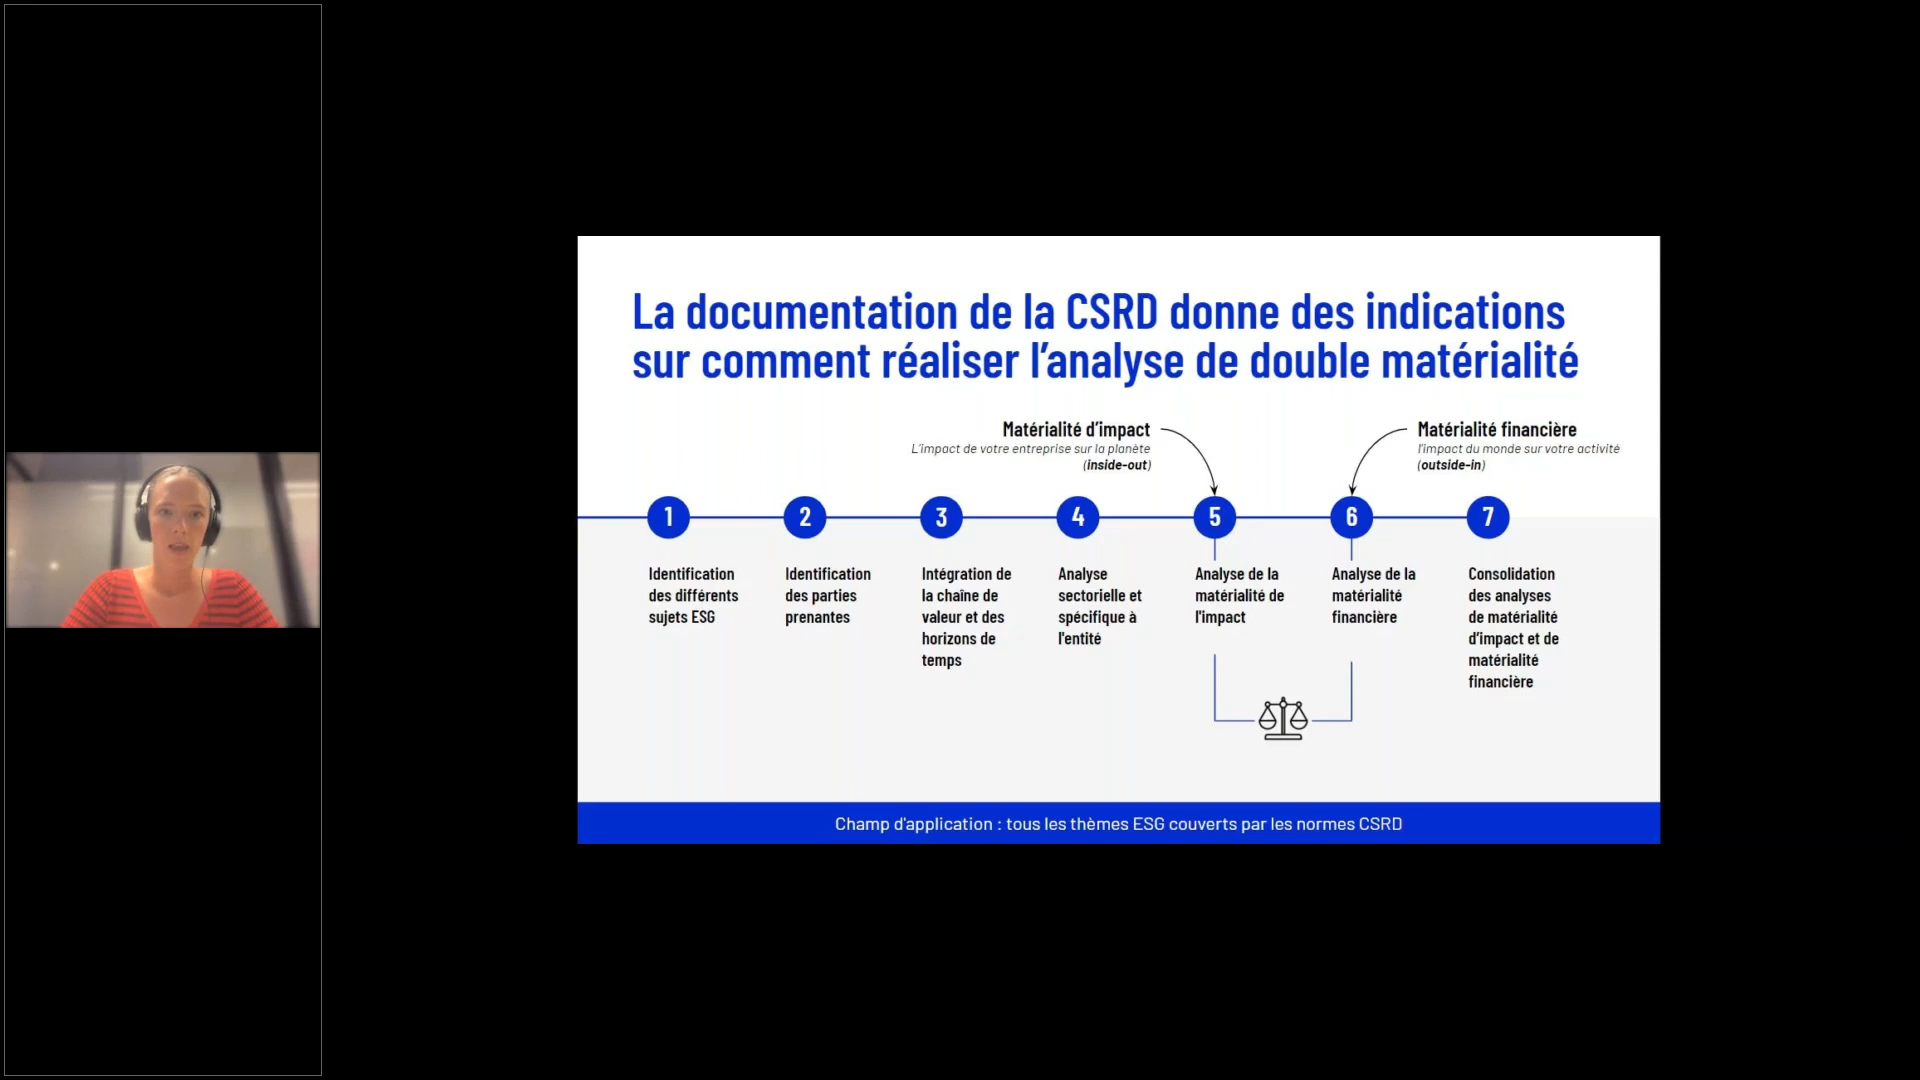 La documentation de la CSRD donne des indications
sur comment réaliser l’analyse de double matérialité
Matérialité d’impact
L’impact de votre entreprise sur la planète
(inside-out)
Matérialité financière
l’impact du monde sur votre activité
(outside-in)
1
2
3
4
5
6
7
Identification
des différents
sujets ESG
Identification
des parties
prenantes
Intégration de
la chaîne de
valeur et des
horizons de
temps
Analyse
sectorielle et
spécifique à
l'entité
Analyse de la
matérialité de
l'impact
Analyse de la
matérialité
financière
Consolidation
des analyses
de matérialité
d’impact et de
matérialité
financière
Champ d'application : tous les thèmes ESG couverts par les normes CSRD